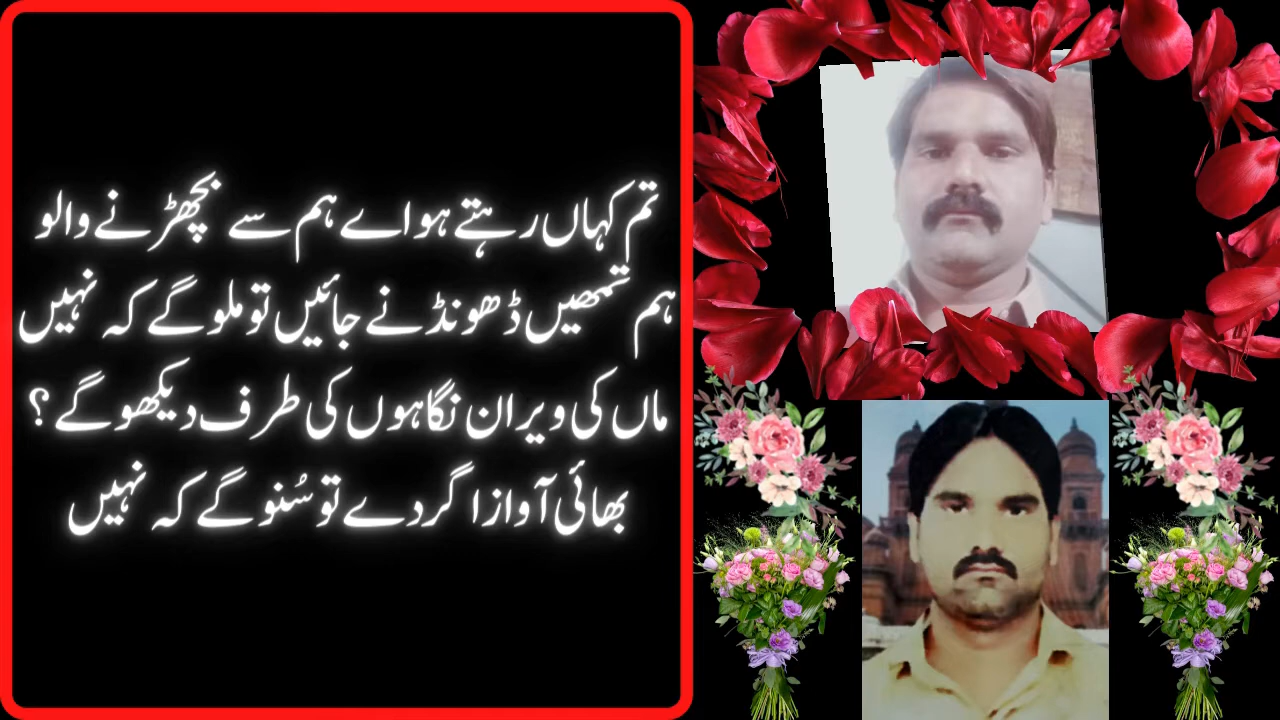 تم کہاں رہتے ہو اے ہم سے بچھڑنے والو
ہم تمھیں ڈھونڈنے جائیں تو ملو گے کہ نہیں
ماں کی ویران نگاہوں کی طرف دیکھو گے ؟
بھائی آواز اگر دے تو سُنو گے کہ نہیں